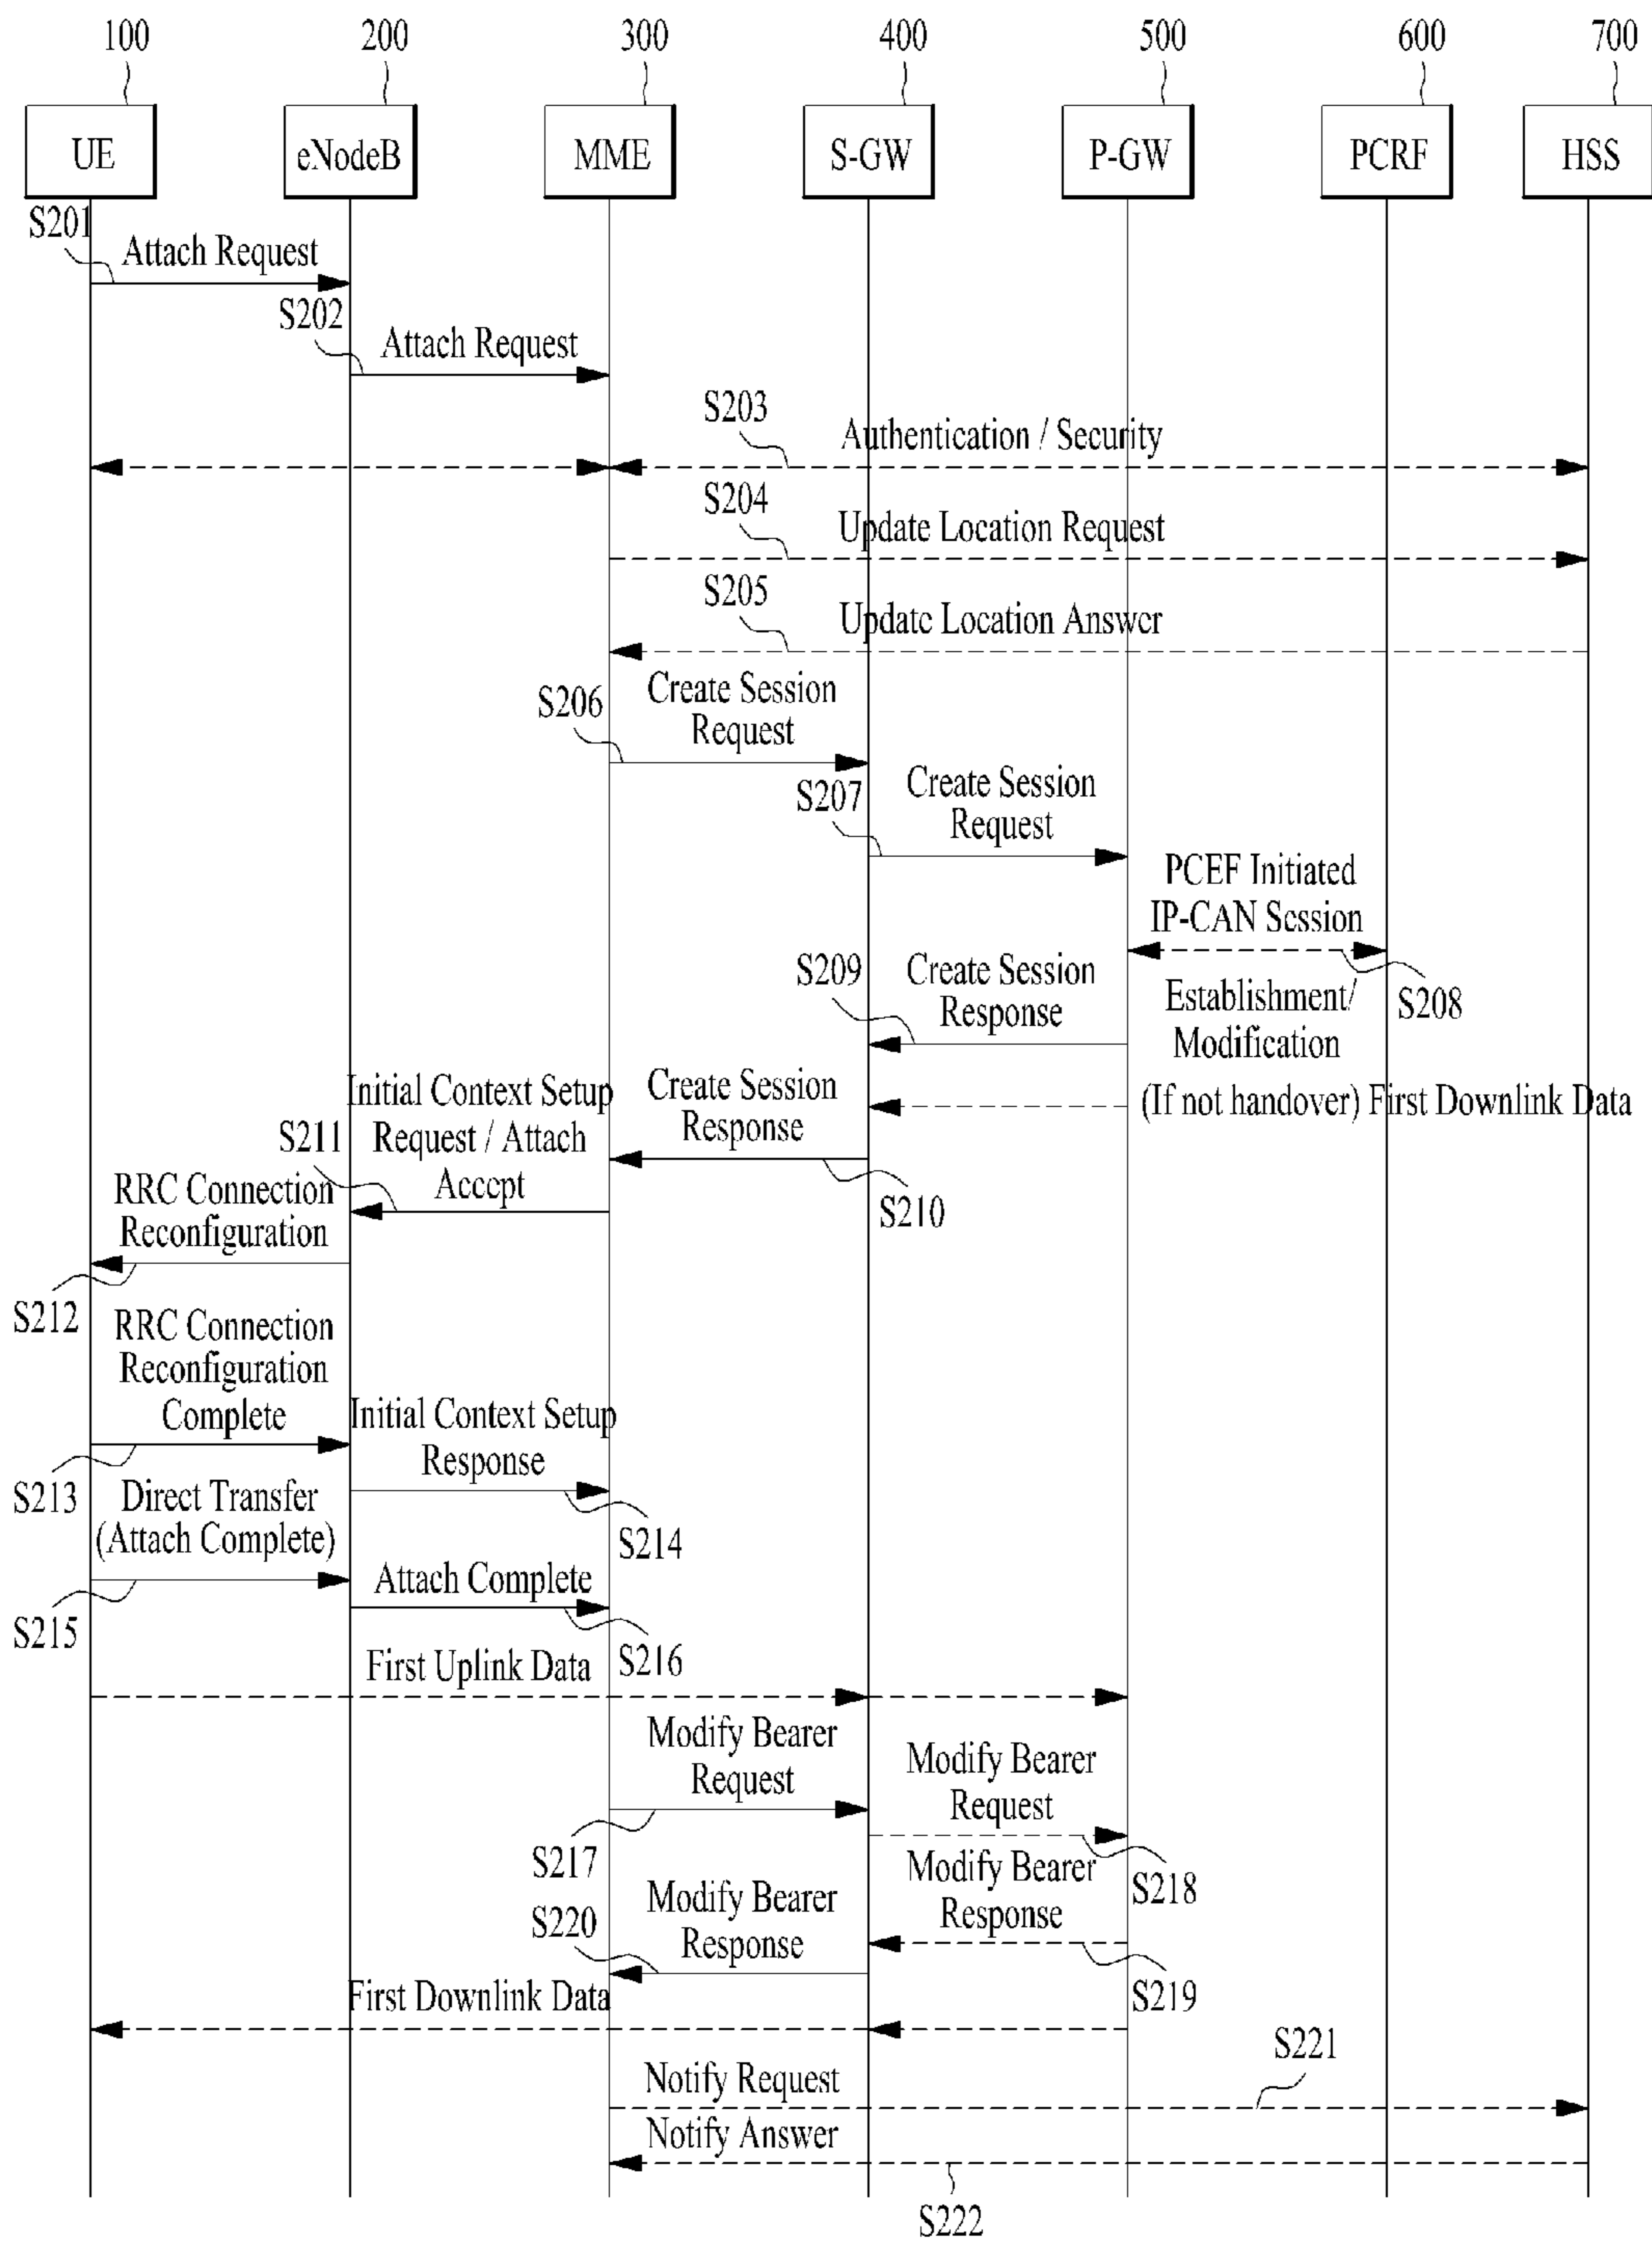 100 200 300 400 500 600 700
UE eNodeB MME S-GW P-GW PCRF HSS
S201
Attach Request
S202
Attach Request
S203
Authentication / Security
S204
Update Location Request
S205
Update Location Answer
S206
Create Session
Request
S207
Create Session
Request
PCEF Initiated
IP-CAN Session
S208
Establishment/
Modification
S209
Create Session
Response
(If not handover) First Downlink Data
Create Session
Response
S210
Initial Context Setup
Request / Attach
Accept
S211
RRC Connection
Reconfiguration
S212
RRC Connection
Reconfiguration
Complete
S213
Initial Context Setup
Response
S214
Direct Transfer
(Attach Complete)
S215
Attach Complete
S216
First Uplink Data
Modify Bearer
Request
S217
Modify Bearer
Request
S218
Modify Bearer
Response
S219
Modify Bearer
Response
S220
First Downlink Data
S221
Notify Request
Notify Answer
S222